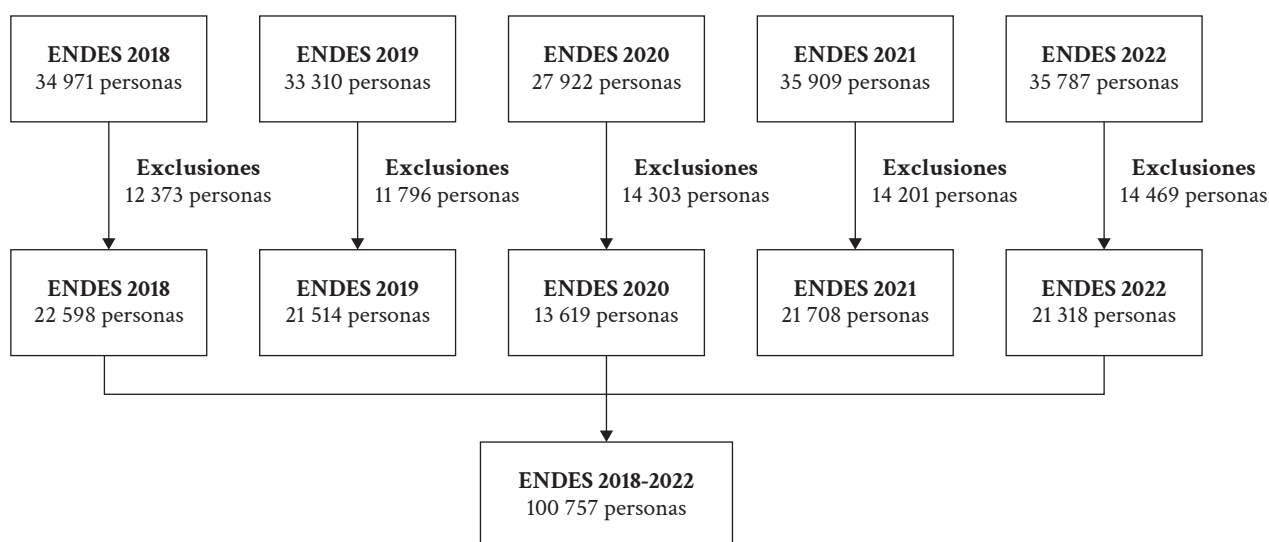 ENDES 2018
34 971 personas
ENDES 2019
33 310 personas
ENDES 2020
27 922 personas
ENDES 2021
35 909 personas
ENDES 2022
35 787 personas
Exclusiones
12 373 personas
Exclusiones
11 796 personas
Exclusiones
14 303 personas
Exclusiones
14 201 personas
Exclusiones
14 469 personas
ENDES 2018
22 598 personas
ENDES 2019
21 514 personas
ENDES 2020
13 619 personas
ENDES 2021
21 708 personas
ENDES 2022
21 318 personas
ENDES 2018-2022
100 757 personas